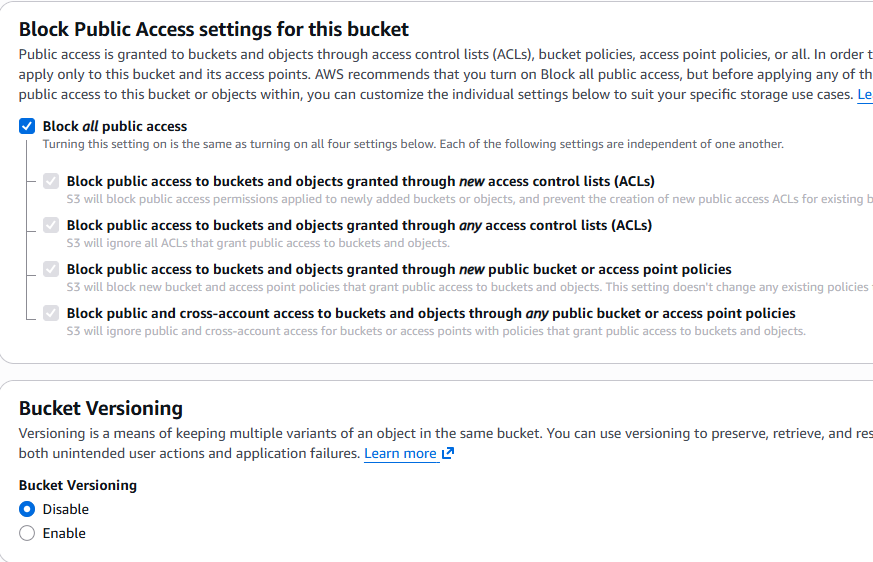 Block Public Access settings for this bucket
Public access is granted to buckets and objects through access control lists (ACLs), bucket policies, access point policies, or all. In order t
apply only to this bucket and its access points. AWS recommends that you turn on Block all public access, but before applying any of th
public access to this bucket or objects within, you can customize the individual settings below to suit your specific storage use cases. Le
Block all public access
Turning this setting on is the same as turning on all four settings below. Each of the following settings are independent of one another.
Block public access to buckets and objects granted through new access control lists (ACLs)
S3 will block public access permissions applied to newly added buckets or objects, and prevent the creation of new public access ACLs for existing b
Block public access to buckets and objects granted through any access control lists (ACLs)
S3 will ignore all ACLs that grant public access to buckets and objects.
Block public access to buckets and objects granted through new public bucket or access point policies
S3 will block new bucket and access point policies that grant public access to buckets and objects. This setting doesn't change any existing policies
Block public and cross-account access to buckets and objects through any public bucket or access point policies
S3 will ignore public and cross-account access for buckets or access points with policies that grant public access to buckets and objects.
Bucket Versioning
Versioning is a means of keeping multiple variants of an object in the same bucket. You can use versioning to preserve, retrieve, and res
both unintended user actions and application failures. Learn more
Bucket Versioning
Disable
Enable